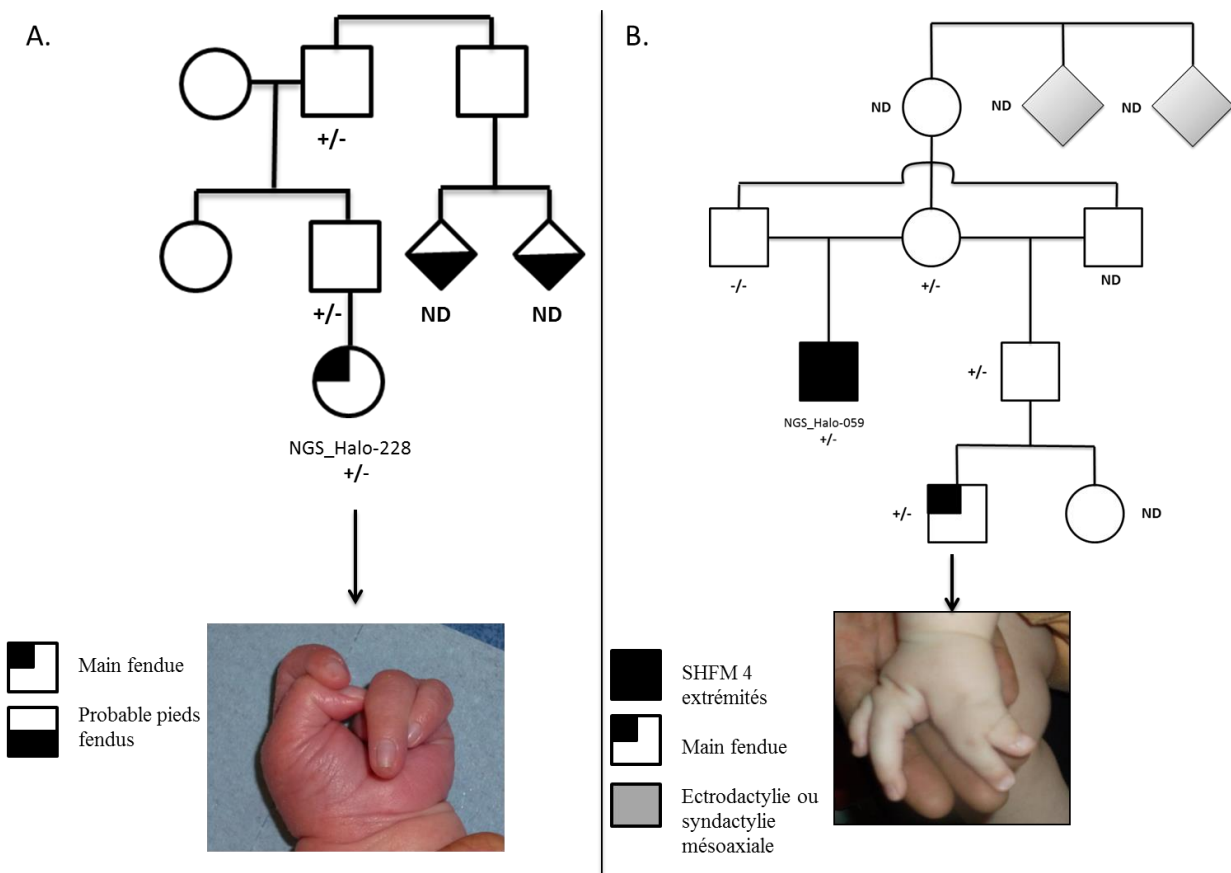 A.
+/-
+/-
ND
ND
NGS_Halo-228
+/-
Main fendue
Probable pieds
fendus
B.
ND
ND
ND
-/-
+/-
ND
+/-
NGS_Halo-059
+/-
+/-
ND
SHFM 4
extrémités
Main fendue
Ectrodactylie ou
syndactylie
mésoaxiale